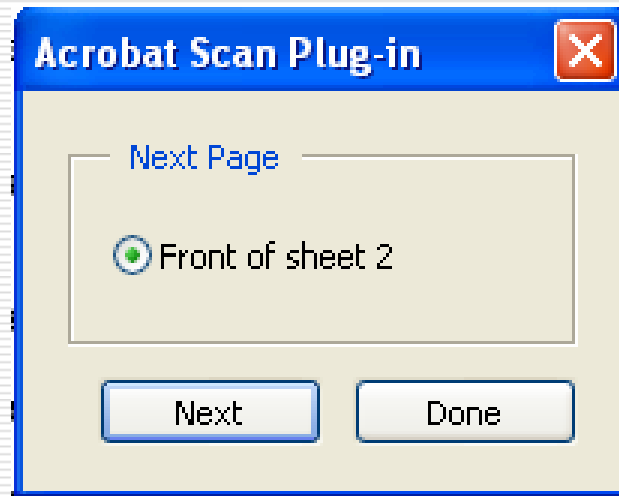 Acrobat Scan Plug-in
Next Page
Front of sheet 2
Next Done